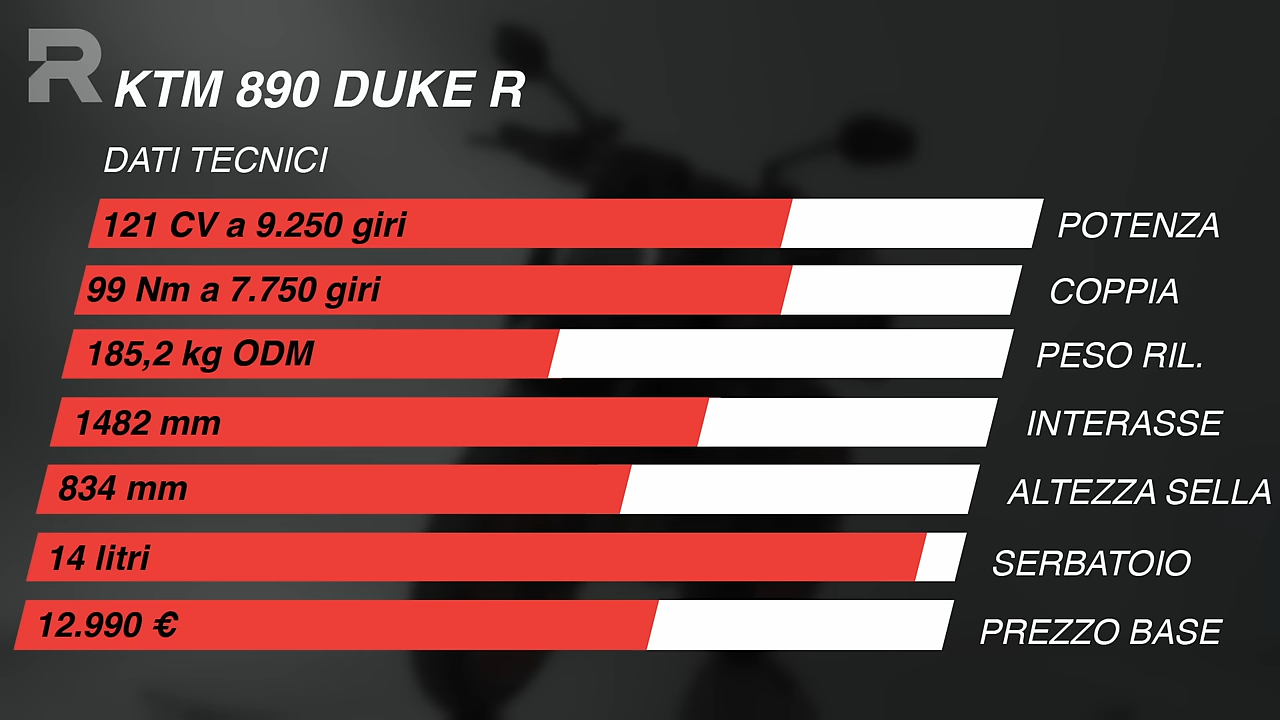 R
KTM 890 DUKE R
DATI TECNICI
121 CV a 9.250 giri POTENZA
99 Nm a 7.750 giri COPPIA
185,2 kg ODM PESO RIL.
1482 mm INTERASSE
834 mm ALTEZZA SELLA
14 litri SERBATOIO
12.990 € PREZZO BASE